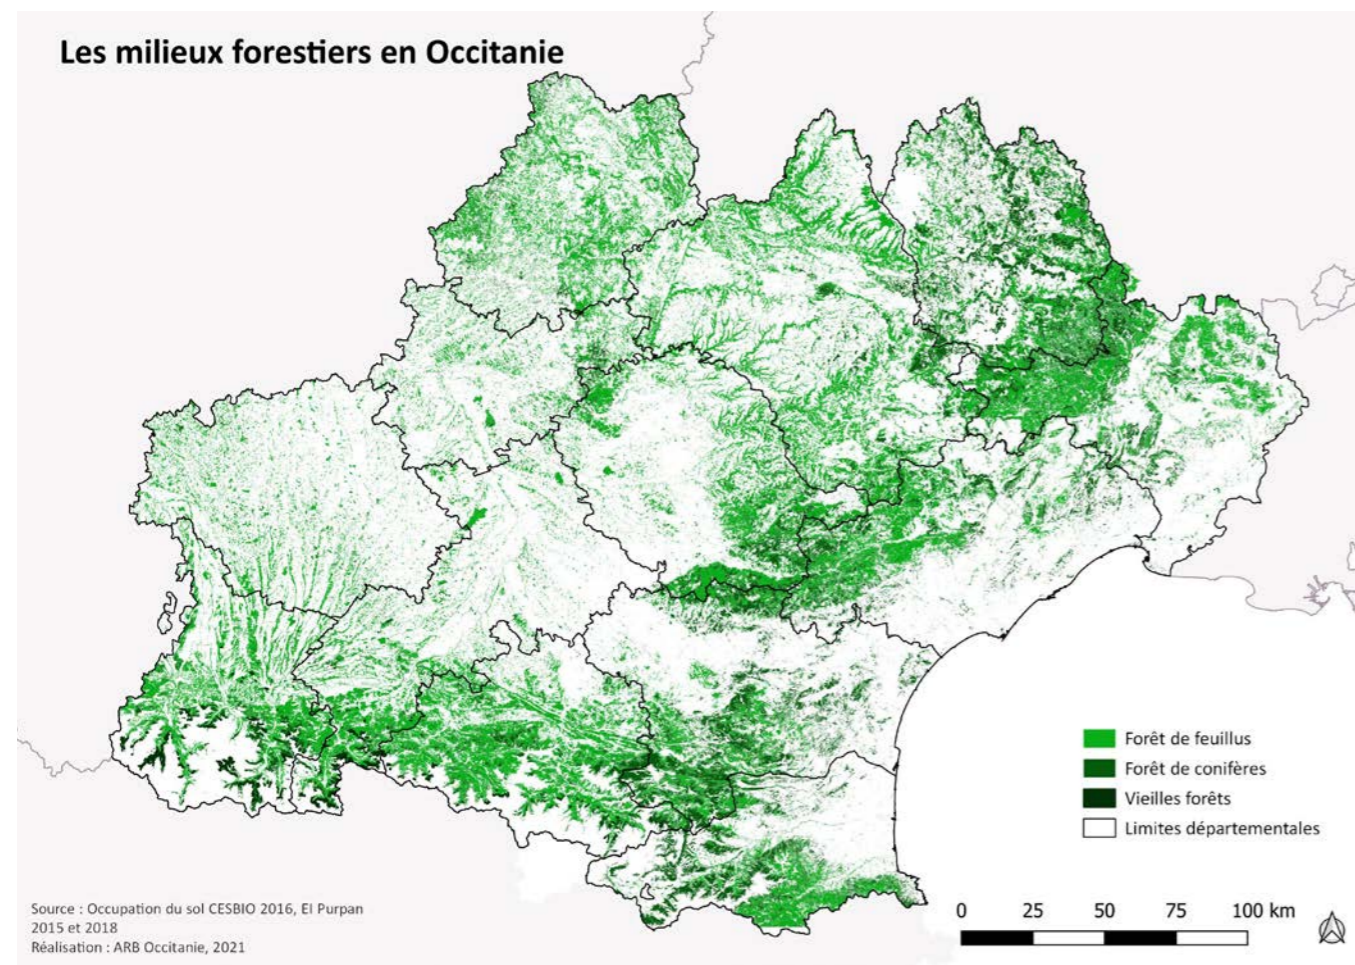 Les milieux forestiers en Occitanie
Forêt de feuillus
Forêt de conifères
Vieilles forêts
Limites départementales
Source : Occupation du sol CESBIO 2016, EI Purpan
2015 et 2018
Réalisation : ARB Occitanie, 2021
0 25 50 75 100 km